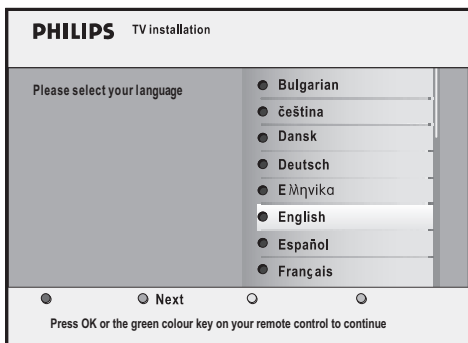 PHILIPS TV installation
Please select your language
Bulgarian
čeština
Dansk
Deutsch
Ελληνικα
English
Español
Français
Next
Press OK or the green colour key on your remote control to continue